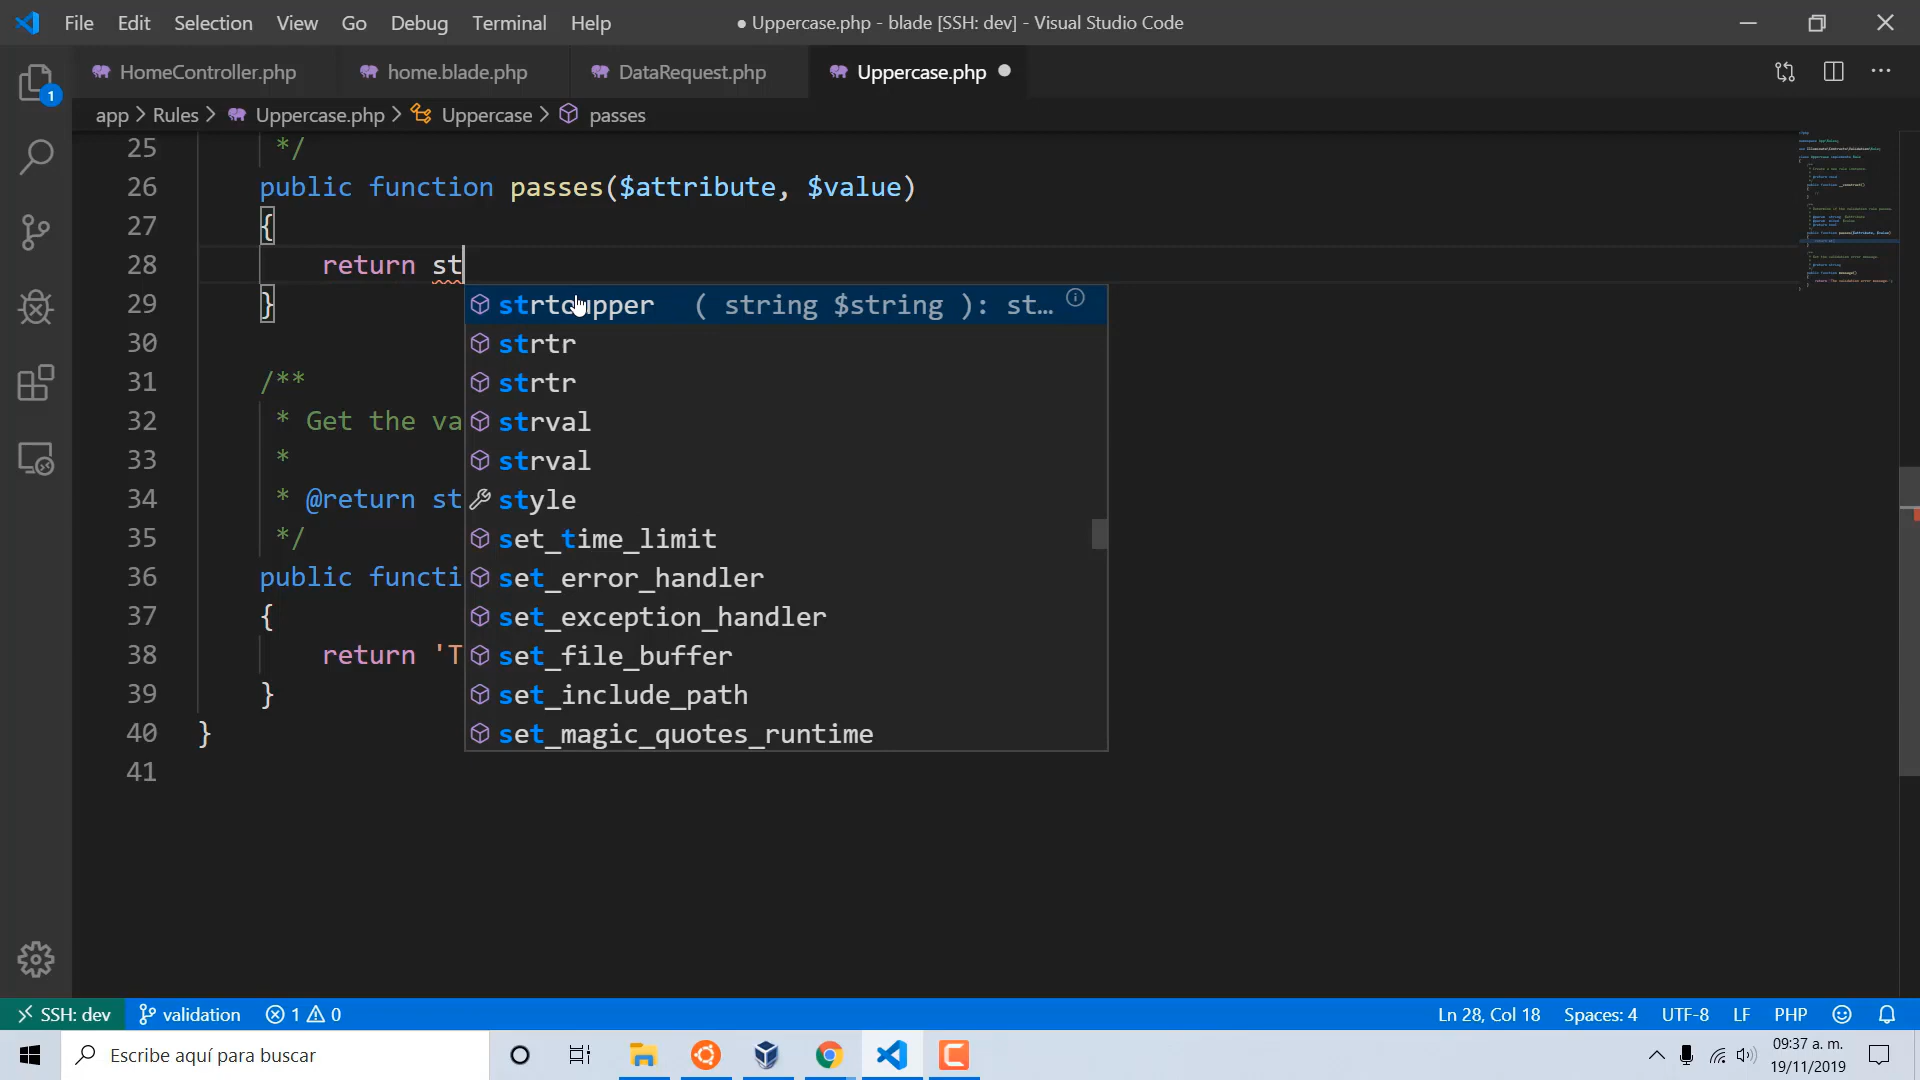 File Edit Selection View Go Debug Terminal Help
● Uppercase.php - blade [SSH: dev] - Visual Studio Code
HomeController.php home.blade.php DataRequest.php Uppercase.php
1
app > Rules > Uppercase.php > Uppercase > passes
25 */
26 public function passes($attribute, $value)
27 {
28 return st
29 }
30
31 /**
32 * Get the va
33 *
34 * @return st
35 */
36 public functi
37 {
38 return 'T
39 }
40 }
41
strtoupper ( string $string ): st...
strtr
strtr
strval
strval
style
set_time_limit
set_error_handler
set_exception_handler
set_file_buffer
set_include_path
set_magic_quotes_runtime
SSH: dev validation 1 0 Ln 28, Col 18 Spaces: 4 UTF-8 LF PHP
Escribe aquí para buscar
09:37 a. m.
19/11/2019